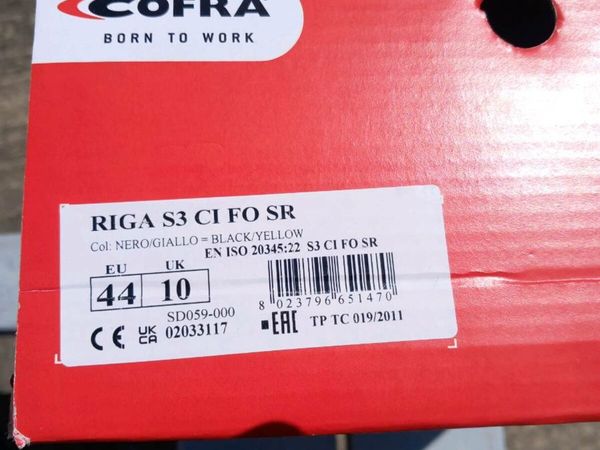 COFRA
BORN TO WORK
RIGA S3 CI FO SR
Col: NERO/GIALLO = BLACK/YELLOW
EN ISO 20345:22 S3 CI FO SR
EU UK
44 10
8 023796 651470
SD059-000
CE UK CA 02033117
EAC TP TC 019/2011